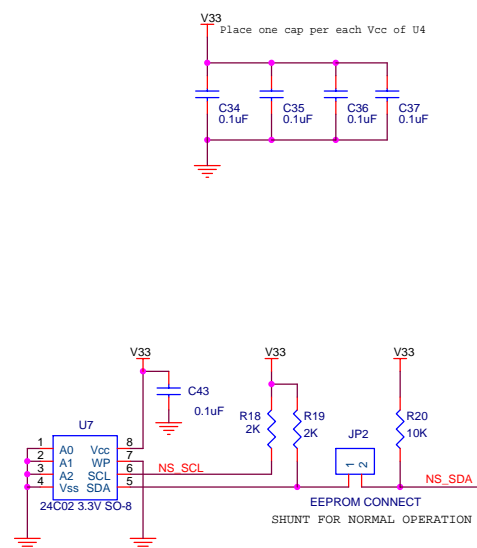 V33
Place one cap per each Vcc of U4
C34
0.1uF
C35
0.1uF
C36
0.1uF
C37
0.1uF
V33
V33
V33
C43
0.1uF
R18
2K
R19
2K
R20
10K
U7
JP2
1 A0 Vcc 8
2 A1 WP 7
3 A2 SCL 6
4 Vss SDA 5
NS_SCL
1 2
NS_SDA
24C02 3.3V SO-8
EEPROM CONNECT
SHUNT FOR NORMAL OPERATION